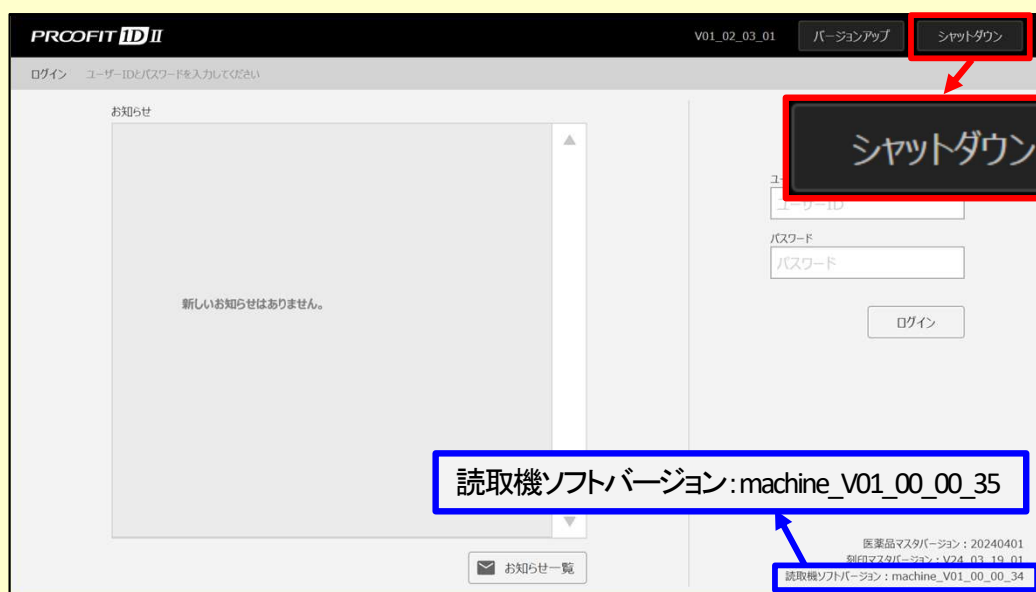 PROOFIT 1D II
V01_02_03_01
バージョンアップ
シャットダウン
ログイン ユーザーIDとパスワードを入力してください
お知らせ
シャットダウン
ユーザーID
パスワード
パスワード
新しいお知らせはありません。
ログイン
読取機ソフトバージョン:machine_V01_00_00_35
お知らせ一覧
医薬品マスタバージョン:20240401
刻印マスタバージョン:V24_03_19_01
読取機ソフトバージョン:machine_V01_00_00_34